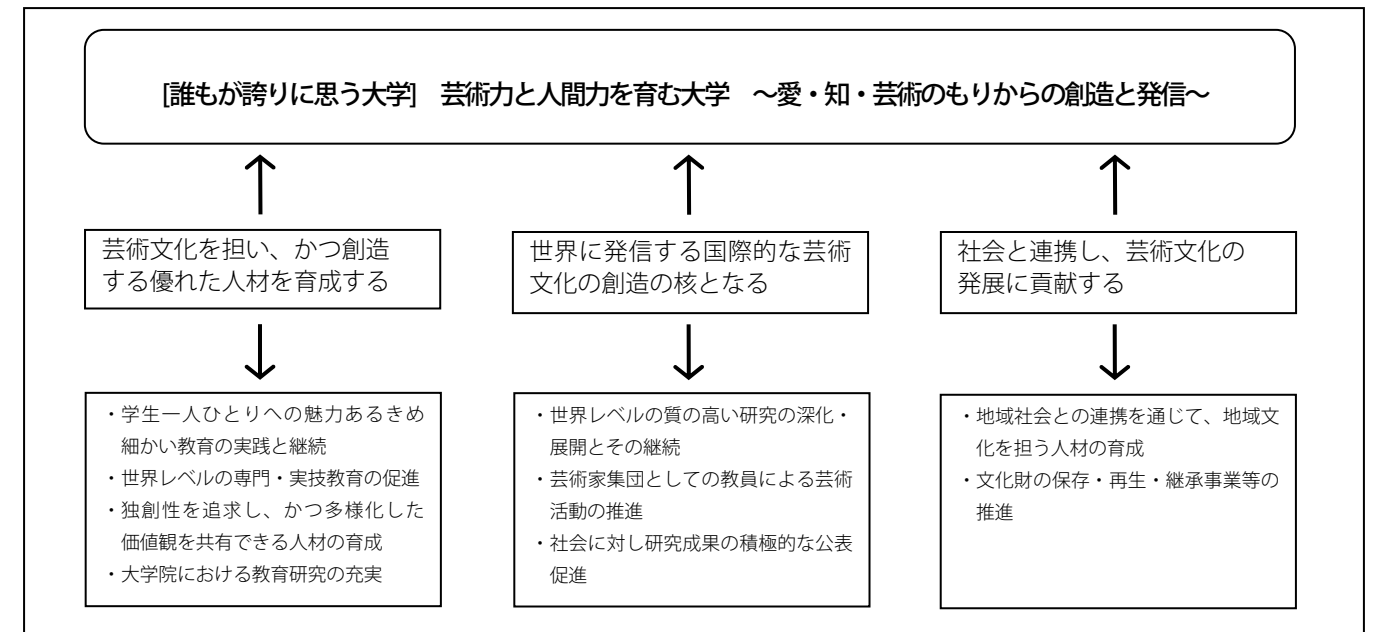 [誰もが誇りに思う大学]　芸術力と人間力を育む大学　～愛・知・芸術のもりからの創造と発信～
芸術文化を担い、かつ創造
する優れた人材を育成する
世界に発信する国際的な芸術
文化の創造の核となる
社会と連携し、芸術文化の
発展に貢献する
・学生一人ひとりへの魅力あるきめ
細かい教育の実践と継続
・世界レベルの専門・実技教育の促進
・独創性を追求し、かつ多様化した
価値観を共有できる人材の育成
・大学院における教育研究の充実
・世界レベルの質の高い研究の深化・
展開とその継続
・芸術家集団としての教員による芸術
活動の推進
・社会に対し研究成果の積極的な公表
促進
・地域社会との連携を通じて、地域文
化を担う人材の育成
・文化財の保存・再生・継承事業等の
推進